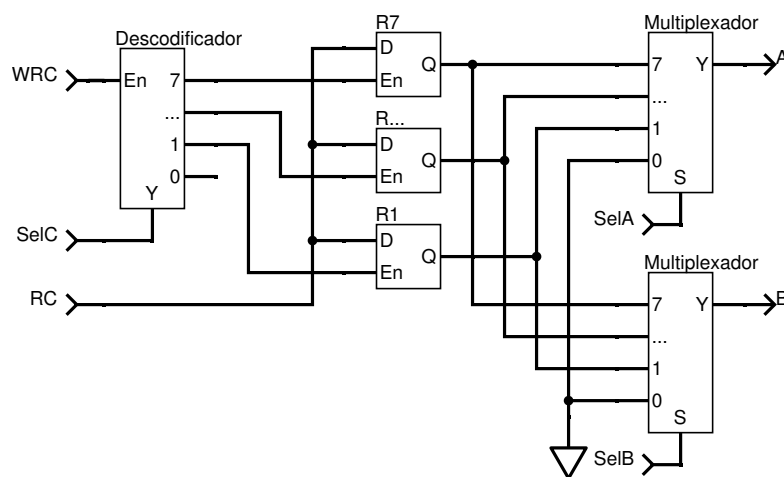 Descodificador
WRC
En
7
...
1
0
Y
SelC
RC
R7
D
Q
En
R...
D
Q
En
R1
D
Q
En
Multiplexador
7
Y
...
1
0
S
SelA
A
Multiplexador
7
Y
...
1
0
S
SelB
B